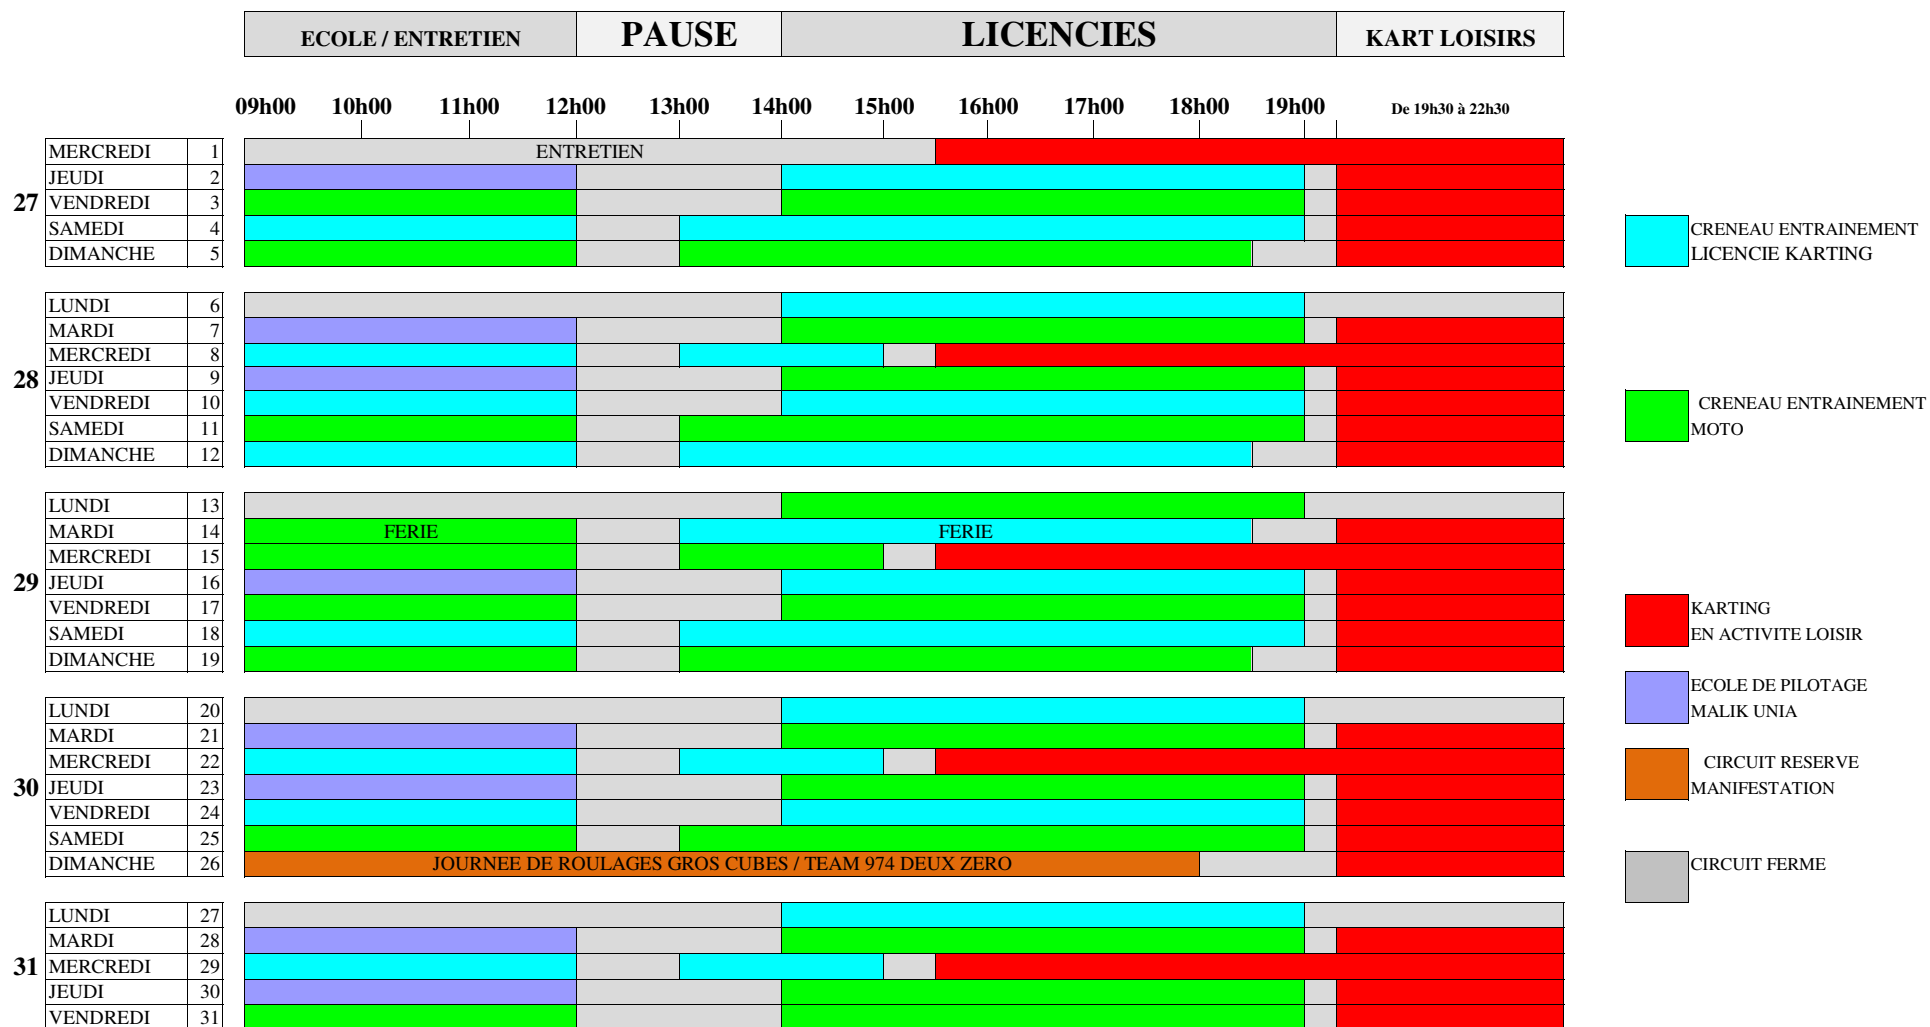 ECOLE / ENTRETIEN PAUSE LICENCIES KART LOISIRS
09h00 10h00 11h00 12h00 13h00 14h00 15h00 16h00 17h00 18h00 19h00 De 19h30 à 22h30
MERCREDI 1 ENTRETIEN
JEUDI 2
27 VENDREDI 3
SAMEDI 4
DIMANCHE 5
LUNDI 6
MARDI 7
MERCREDI 8
28 JEUDI 9
VENDREDI 10
SAMEDI 11
DIMANCHE 12
LUNDI 13
MARDI 14 FERIE FERIE
MERCREDI 15
29 JEUDI 16
VENDREDI 17
SAMEDI 18
DIMANCHE 19
LUNDI 20
MARDI 21
MERCREDI 22
30 JEUDI 23
VENDREDI 24
SAMEDI 25
DIMANCHE 26 JOURNEE DE ROULAGES GROS CUBES / TEAM 974 DEUX ZERO
LUNDI 27
MARDI 28
31 MERCREDI 29
JEUDI 30
VENDREDI 31
CRENEAU ENTRAINEMENT
LICENCIE KARTING
CRENEAU ENTRAINEMENT
MOTO
KARTING
EN ACTIVITE LOISIR
ECOLE DE PILOTAGE
MALIK UNIA
CIRCUIT RESERVE
MANIFESTATION
CIRCUIT FERME